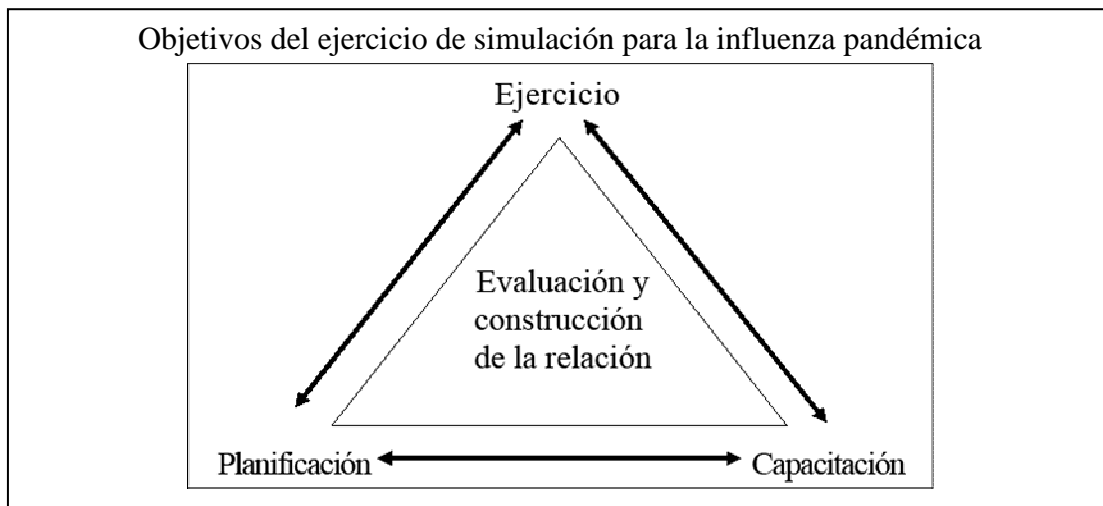 Objetivos del ejercicio de simulación para la influenza pandémica
Ejercicio
Evaluación y
construcción
de la relación
Planificación
Capacitación